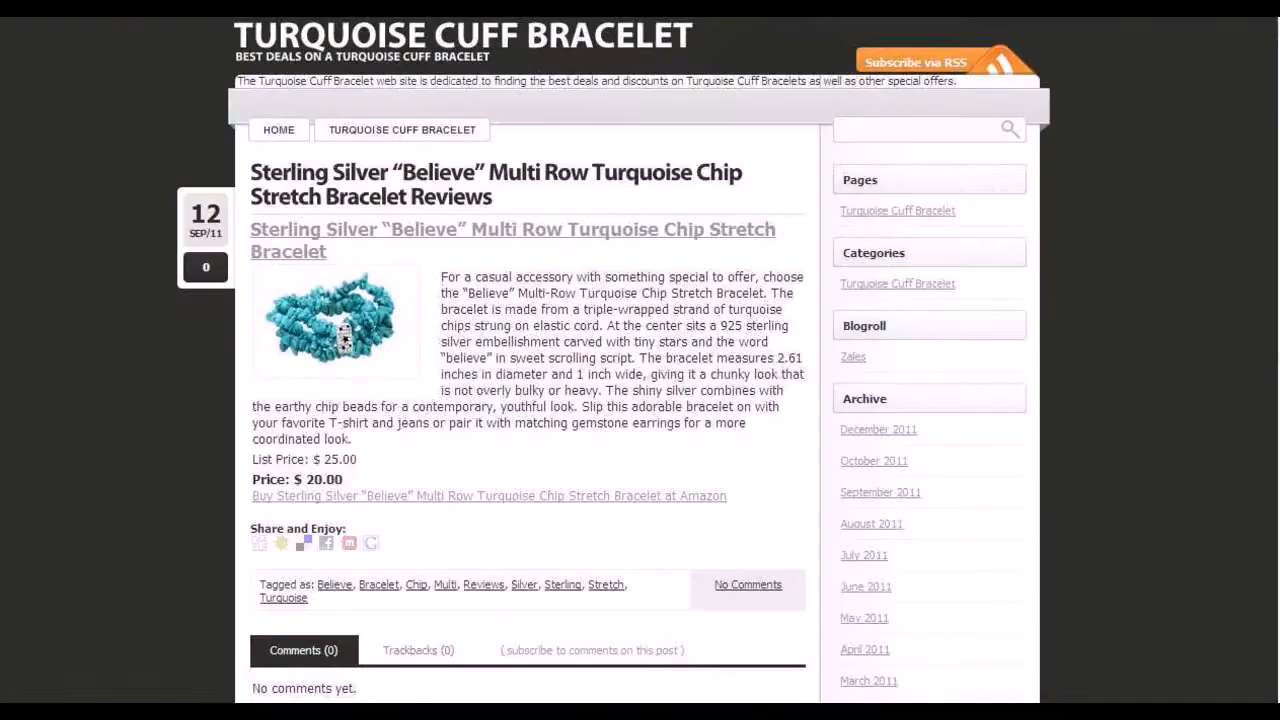 TURQUOISE CUFF BRACELET
BEST DEALS ON A TURQUOISE CUFF BRACELET
Subscribe via RSS
The Turquoise Cuff Bracelet web site is dedicated to finding the best deals and discounts on Turquoise Cuff Bracelets as well as other special offers.
HOME
TURQUOISE CUFF BRACELET
12
SEP/11
0
Sterling Silver “Believe” Multi Row Turquoise Chip
Stretch Bracelet Reviews
Sterling Silver “Believe” Multi Row Turquoise Chip Stretch
Bracelet
For a casual accessory with something special to offer, choose
the “Believe” Multi-Row Turquoise Chip Stretch Bracelet. The
bracelet is made from a triple-wrapped strand of turquoise
chips strung on elastic cord. At the center sits a 925 sterling
silver embellishment carved with tiny stars and the word
“believe” in sweet scrolling script. The bracelet measures 2.61
inches in diameter and 1 inch wide, giving it a chunky look that
is not overly bulky or heavy. The shiny silver combines with
the earthy chip beads for a contemporary, youthful look. Slip this adorable bracelet on with
your favorite T-shirt and jeans or pair it with matching gemstone earrings for a more
coordinated look.
List Price: $ 25.00
Price: $ 20.00
Buy Sterling Silver “Believe” Multi Row Turquoise Chip Stretch Bracelet at Amazon
Share and Enjoy:
Tagged as: Believe, Bracelet, Chip, Multi, Reviews, Silver, Sterling, Stretch,
Turquoise
No Comments
Comments (0)
Trackbacks (0)
( subscribe to comments on this post )
No comments yet.
Pages
Turquoise Cuff Bracelet
Categories
Turquoise Cuff Bracelet
Blogroll
Zales
Archive
December 2011
October 2011
September 2011
August 2011
July 2011
June 2011
May 2011
April 2011
March 2011